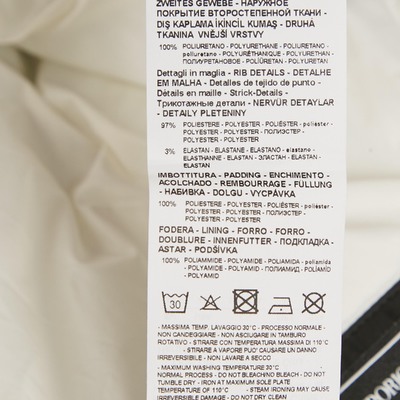 ZWEITES GEWEBE - НАРУЖНОЕ
ПОКРЫТИЕ ВТОРОСТЕПЕННОЙ ТКАНИ -
DIŞ KAPLAMA İKİNCİL KUMAŞ - DRUHÁ
TKANINA VNĚJŠÍ VRSTVY
100% POLIURETANO - POLYURETHANE - POLIURETANO -
poliuretano - POLYURÉTHANNE - POLYURETHAN -
ПОЛИУРЕТАН - POLİÜRETAN - POLYURETAN
Dettagli in maglia - RIB DETAILS - DETALHE
EM MALHA - Detalles de tejido de punto -
Détails en maille - Strick-Details -
Трикотажные детали - NERVÜR DETAYLAR
- DETAILY PLETENINY
97% POLIESTERE - POLYESTER - POLIÉSTER - poliéster -
POLYESTER - POLYESTER - ПОЛИЭСТЕР -
POLYESTER - POLYESTER
3% ELASTAN - ELASTANE - ELASTANO - elastano -
ELASTHANNE - ELASTAN - ЭЛАСТАН - ELASTAN -
ELASTAN
IMBOTTITURA - PADDING - ENCHIMENTO -
ACOLCHADO - REMBOURRAGE - FÜLLUNG
- НАБИВКА - DOLGU - VYCPÁVKA
100% POLIESTERE - POLYESTER - POLIÉSTER - poliéster -
POLYESTER - POLYESTER - ПОЛИЭСТЕР -
POLYESTER - POLYESTER
FODERA - LINING - FORRO - FORRO -
DOUBLURE - INNENFUTTER - ПОДКЛАДКА -
ASTAR - PODŠÍVKA
100% POLIAMMIDE - POLYAMIDE - POLIAMIDA - poliamida
- POLYAMIDE - POLYAMID - ПОЛИАМИД - POLİAMİD
- POLYAMID
30
- MASSIMA TEMP. LAVAGGIO 30°C - PROCESSO NORMALE -
NON CANDEGGIARE - NON ASCIUGARE IN TAMBURO
ROTATIVO - STIRARE CON TEMPERATURA MASSIMA DI 110°C
- STIRARE A VAPORE PUO' CAUSARE UN DANNO
IRREVERSIBILE - NON LAVARE A SECCO
- MAXIMUM WASHING TEMPERATURE 30°C
NORMAL PROCESS - DO NOT BLEACH - DO NOT
TUMBLE DRY - IRON AT MAXIMUM SOLE PLATE
TEMPERATURE OF 110°C - STEAM IRONING MAY CAUSE
IRREVERSIBLE DAMAGE - DO NOT DRY CLEAN